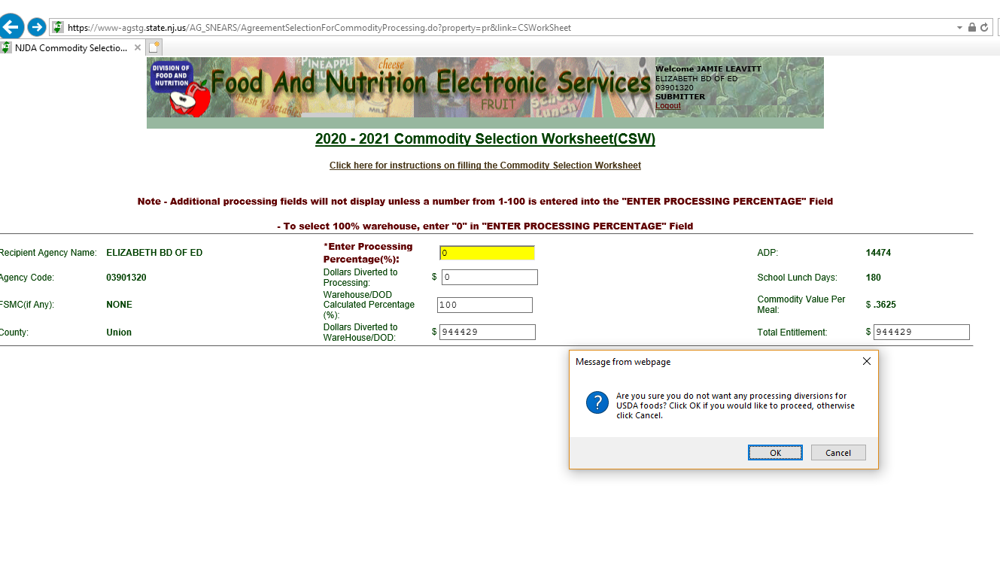 https://www-agstg.state.nj.us/AG_SNEARS/AgreementSelectionForCommodityProcessing.do?property=pr&link=CSWorkSheet
NJDA Commodity Selectio...
DIVISION OF
FOOD AND
NUTRITION
PINEAPPLE
cheese
Fresh Vegetable
MILK
FRUIT
School
Lunch
Food And Nutrition Electronic Services
Welcome JAMIE LEAVITT
ELIZABETH BD OF ED
03901320
SUBMITTER
Logout
2020 - 2021 Commodity Selection Worksheet(CSW)
Click here for instructions on filling the Commodity Selection Worksheet
Note - Additional processing fields will not display unless a number from 1-100 is entered into the "ENTER PROCESSING PERCENTAGE" Field
- To select 100% warehouse, enter "0" in "ENTER PROCESSING PERCENTAGE" Field
Recipient Agency Name: ELIZABETH BD OF ED
*Enter Processing
Percentage(%):
0
ADP: 14474
Agency Code: 03901320
Dollars Diverted to
Processing:
$ 0
School Lunch Days: 180
FSMC(if Any): NONE
Warehouse/DOD
Calculated Percentage
(%):
100
Commodity Value Per
Meal:
$ .3625
County: Union
Dollars Diverted to
WareHouse/DOD:
$ 944429
Total Entitlement: $ 944429
Message from webpage
Are you sure you do not want any processing diversions for
USDA foods? Click OK if you would like to proceed, otherwise
click Cancel.
OK Cancel